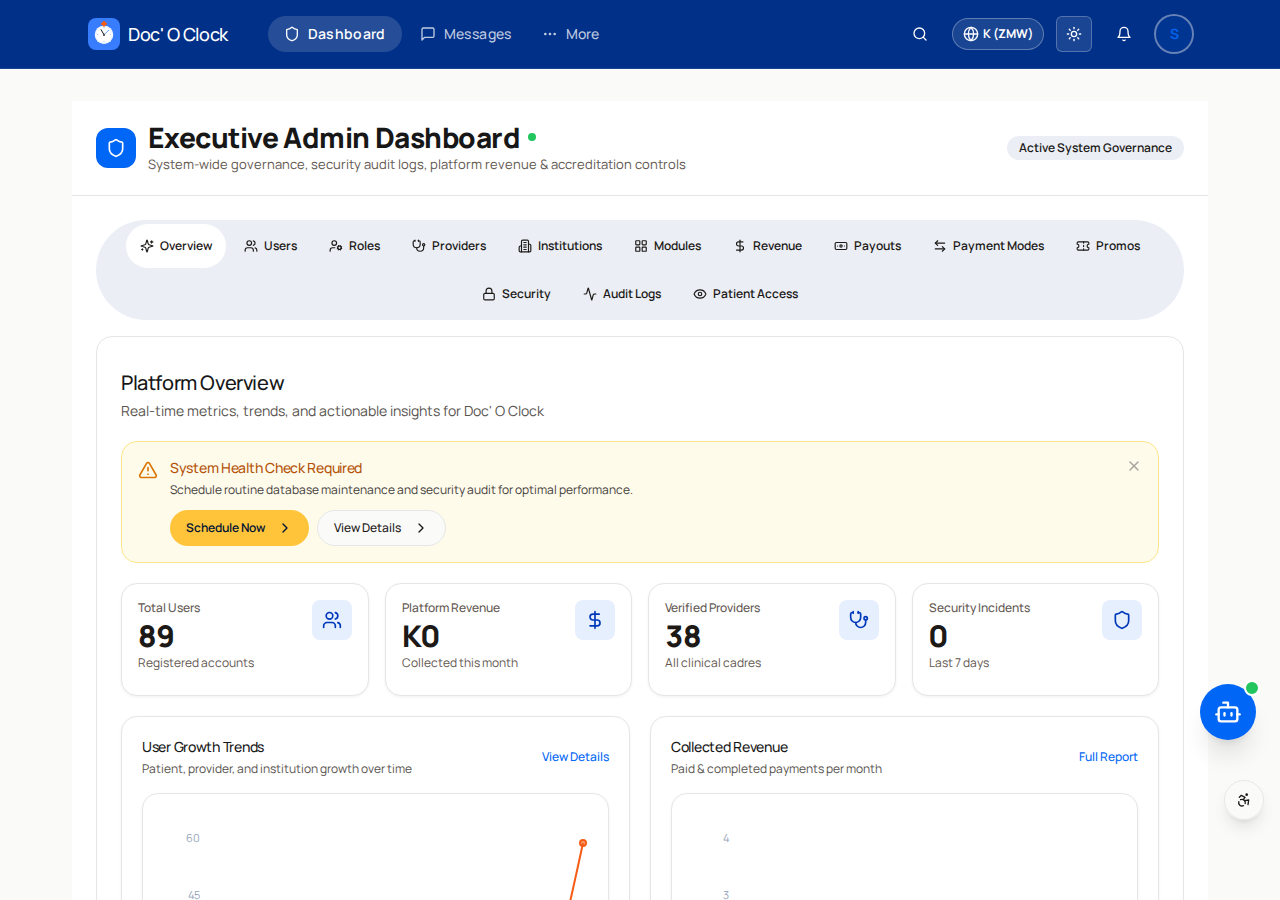 Doc' O Clock
Dashboard
Messages
More
K (ZMW)
S
Executive Admin Dashboard
System-wide governance, security audit logs, platform revenue & accreditation controls
Active System Governance
Overview
Users
Roles
Providers
Institutions
Modules
Revenue
Payouts
Payment Modes
Promos
Security
Audit Logs
Patient Access
Platform Overview
Real-time metrics, trends, and actionable insights for Doc' O Clock
System Health Check Required
Schedule routine database maintenance and security audit for optimal performance.
Schedule Now
View Details
Total Users
89
Registered accounts
Platform Revenue
K0
Collected this month
Verified Providers
38
All clinical cadres
Security Incidents
0
Last 7 days
User Growth Trends
Patient, provider, and institution growth over time
View Details
60
45
Collected Revenue
Paid & completed payments per month
Full Report
4
3